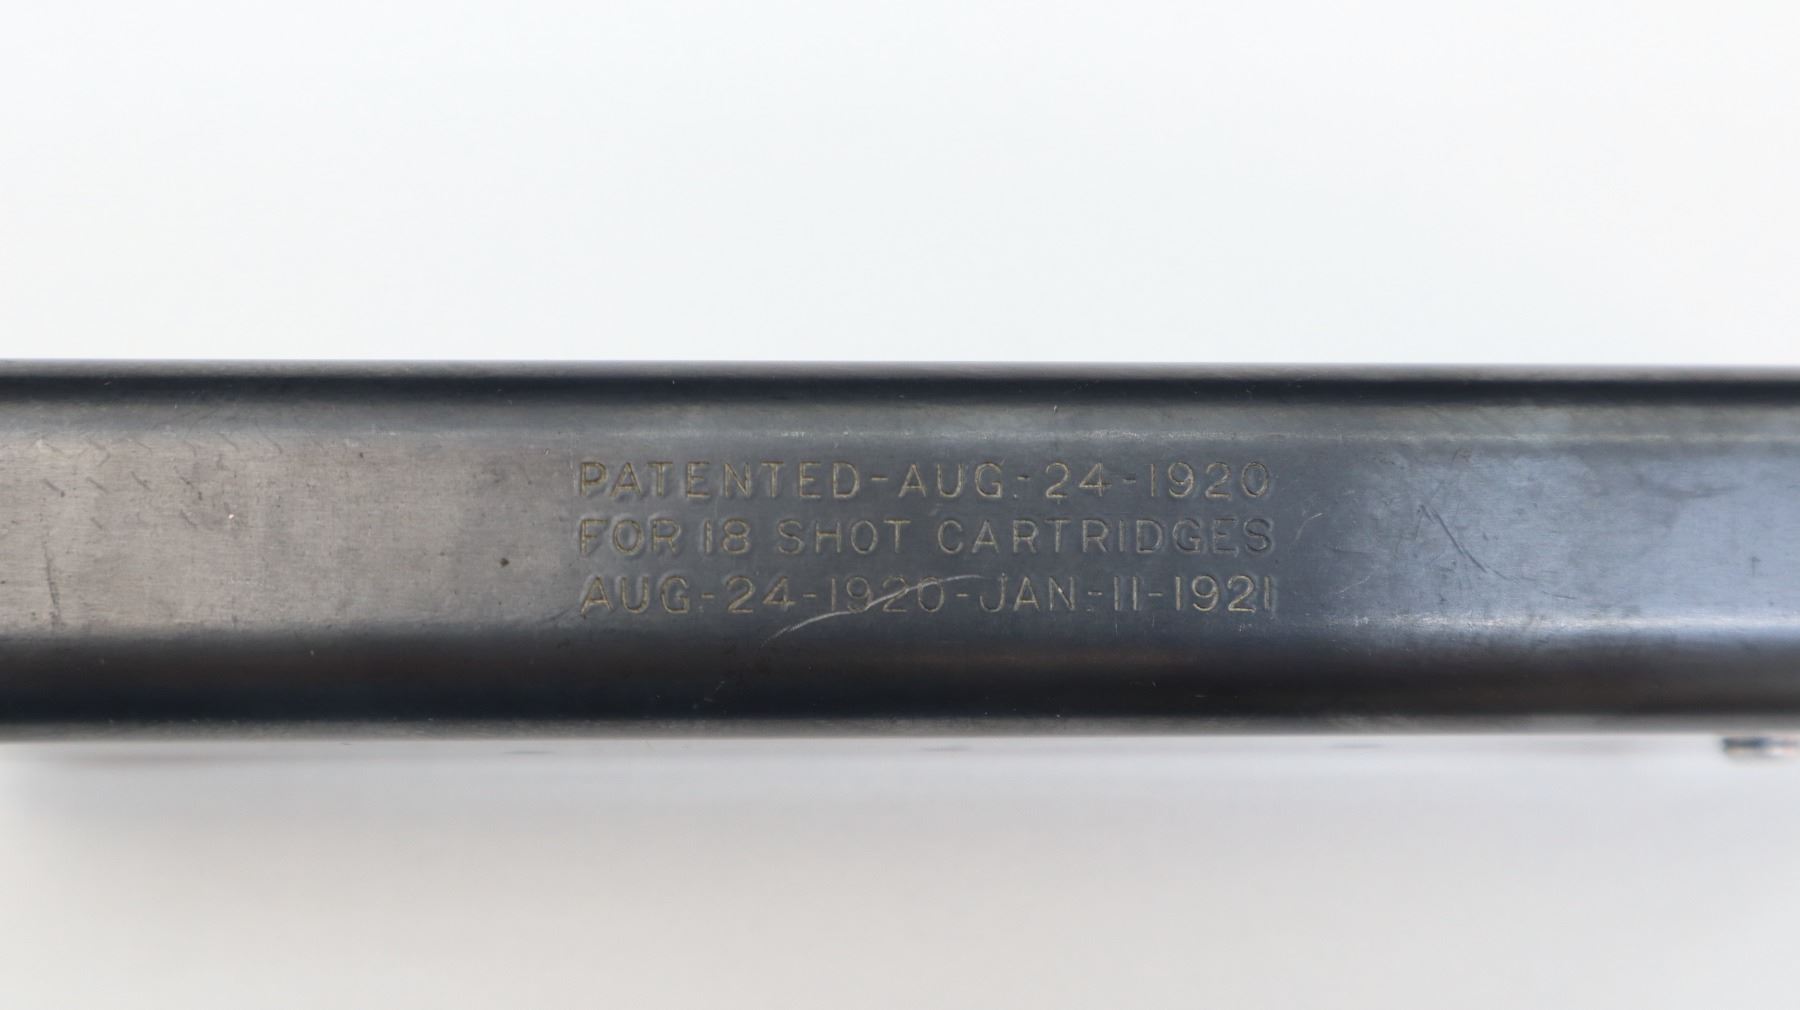 PATENTED-AUG.-24-1920
FOR 18 SHOT CARTRIDGES
AUG-24-1920-JAN-11-1921